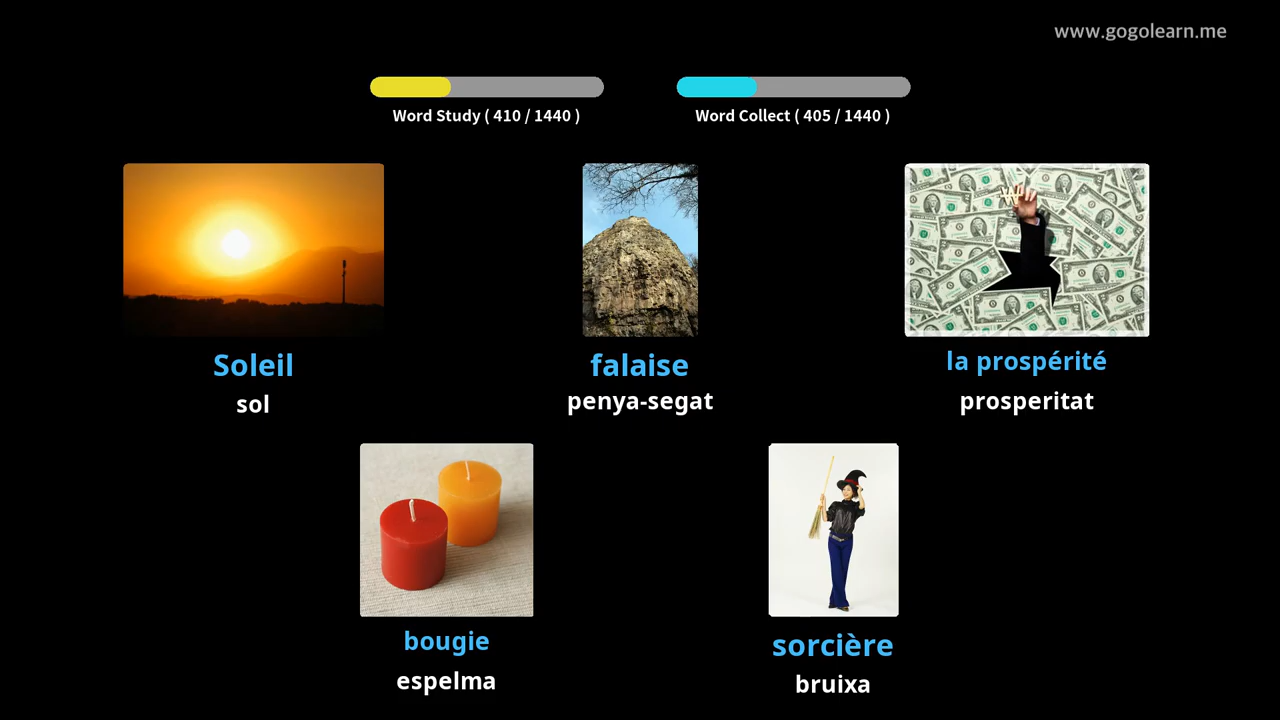 www.gogolearn.me
Word Study ( 410 / 1440 )
Word Collect ( 405 / 1440 )
Soleil
sol
falaise
penya-segat
la prospérité
prosperitat
bougie
espelma
sorcière
bruixa